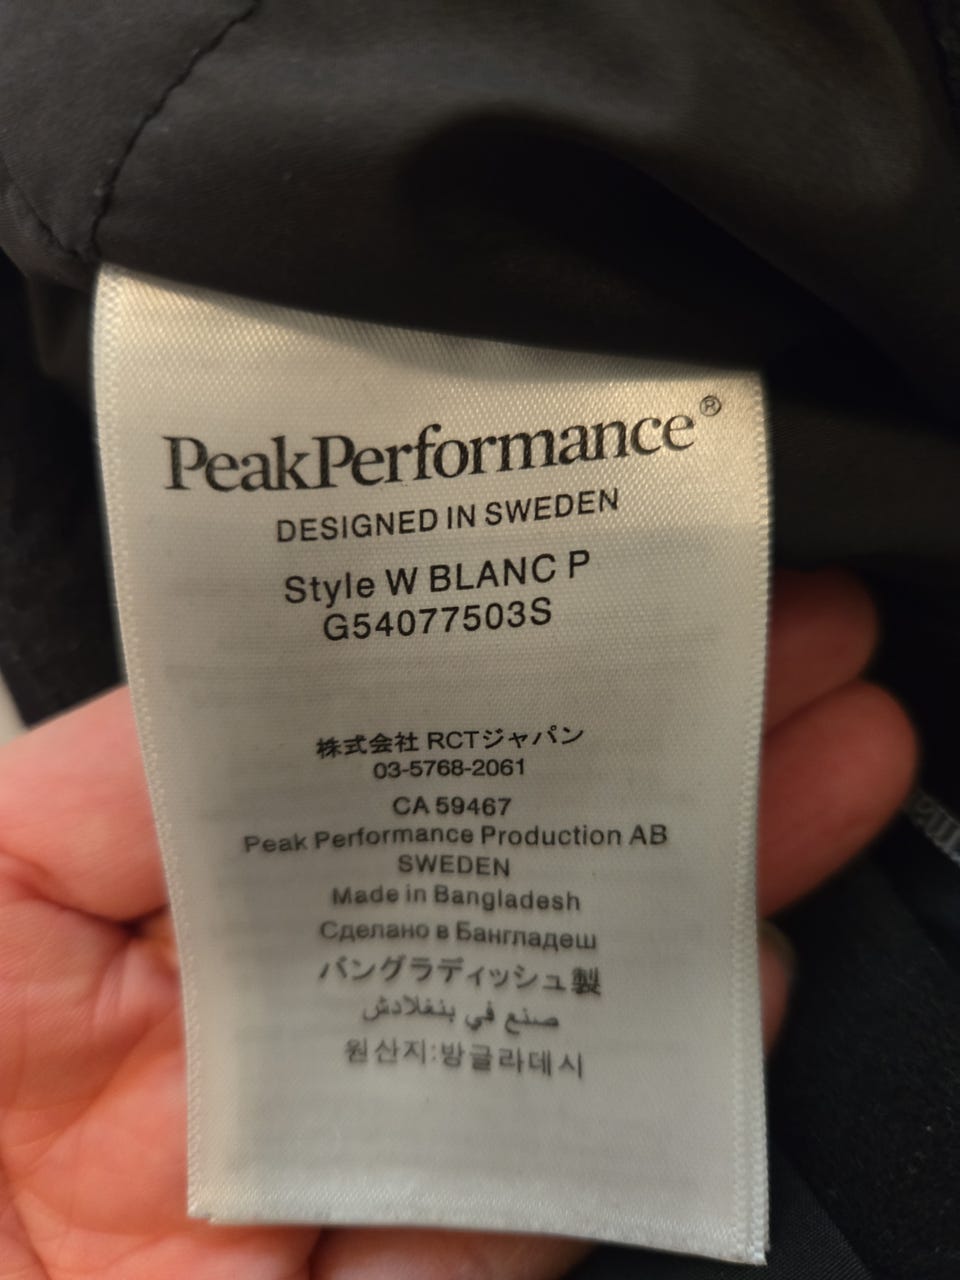 PeakPerformance®
DESIGNED IN SWEDEN
Style W BLANC P
G54077503S
株式会社 RCTジャパン
03-5768-2061
CA 59467
Peak Performance Production AB
SWEDEN
Made in Bangladesh
Сделано в Бангладеш
バングラディッシュ製
صنع في بنغلادش
원산지:방글라데시